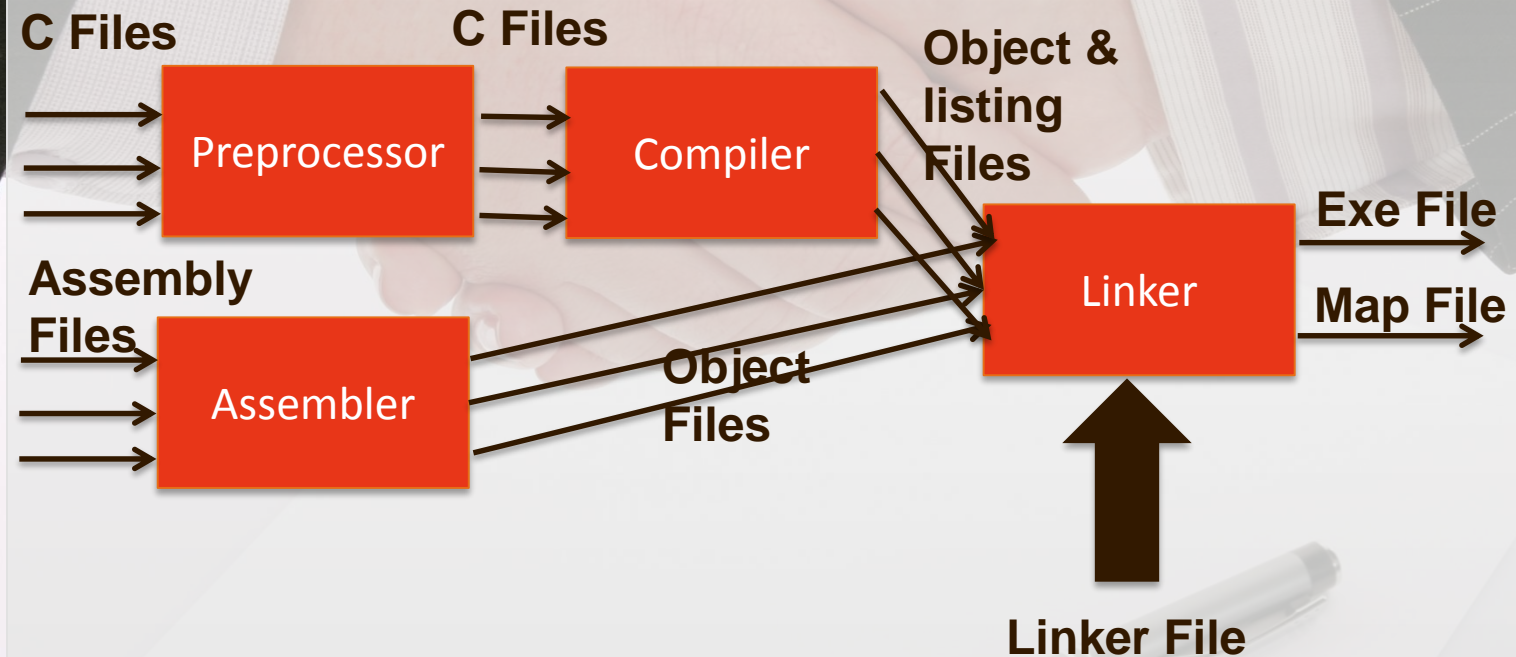 C Files
C Files
Object &
listing
Files
Preprocessor
Compiler
Exe File
Linker
Map File
Assembly
Files
Assembler
Object
Files
Linker File